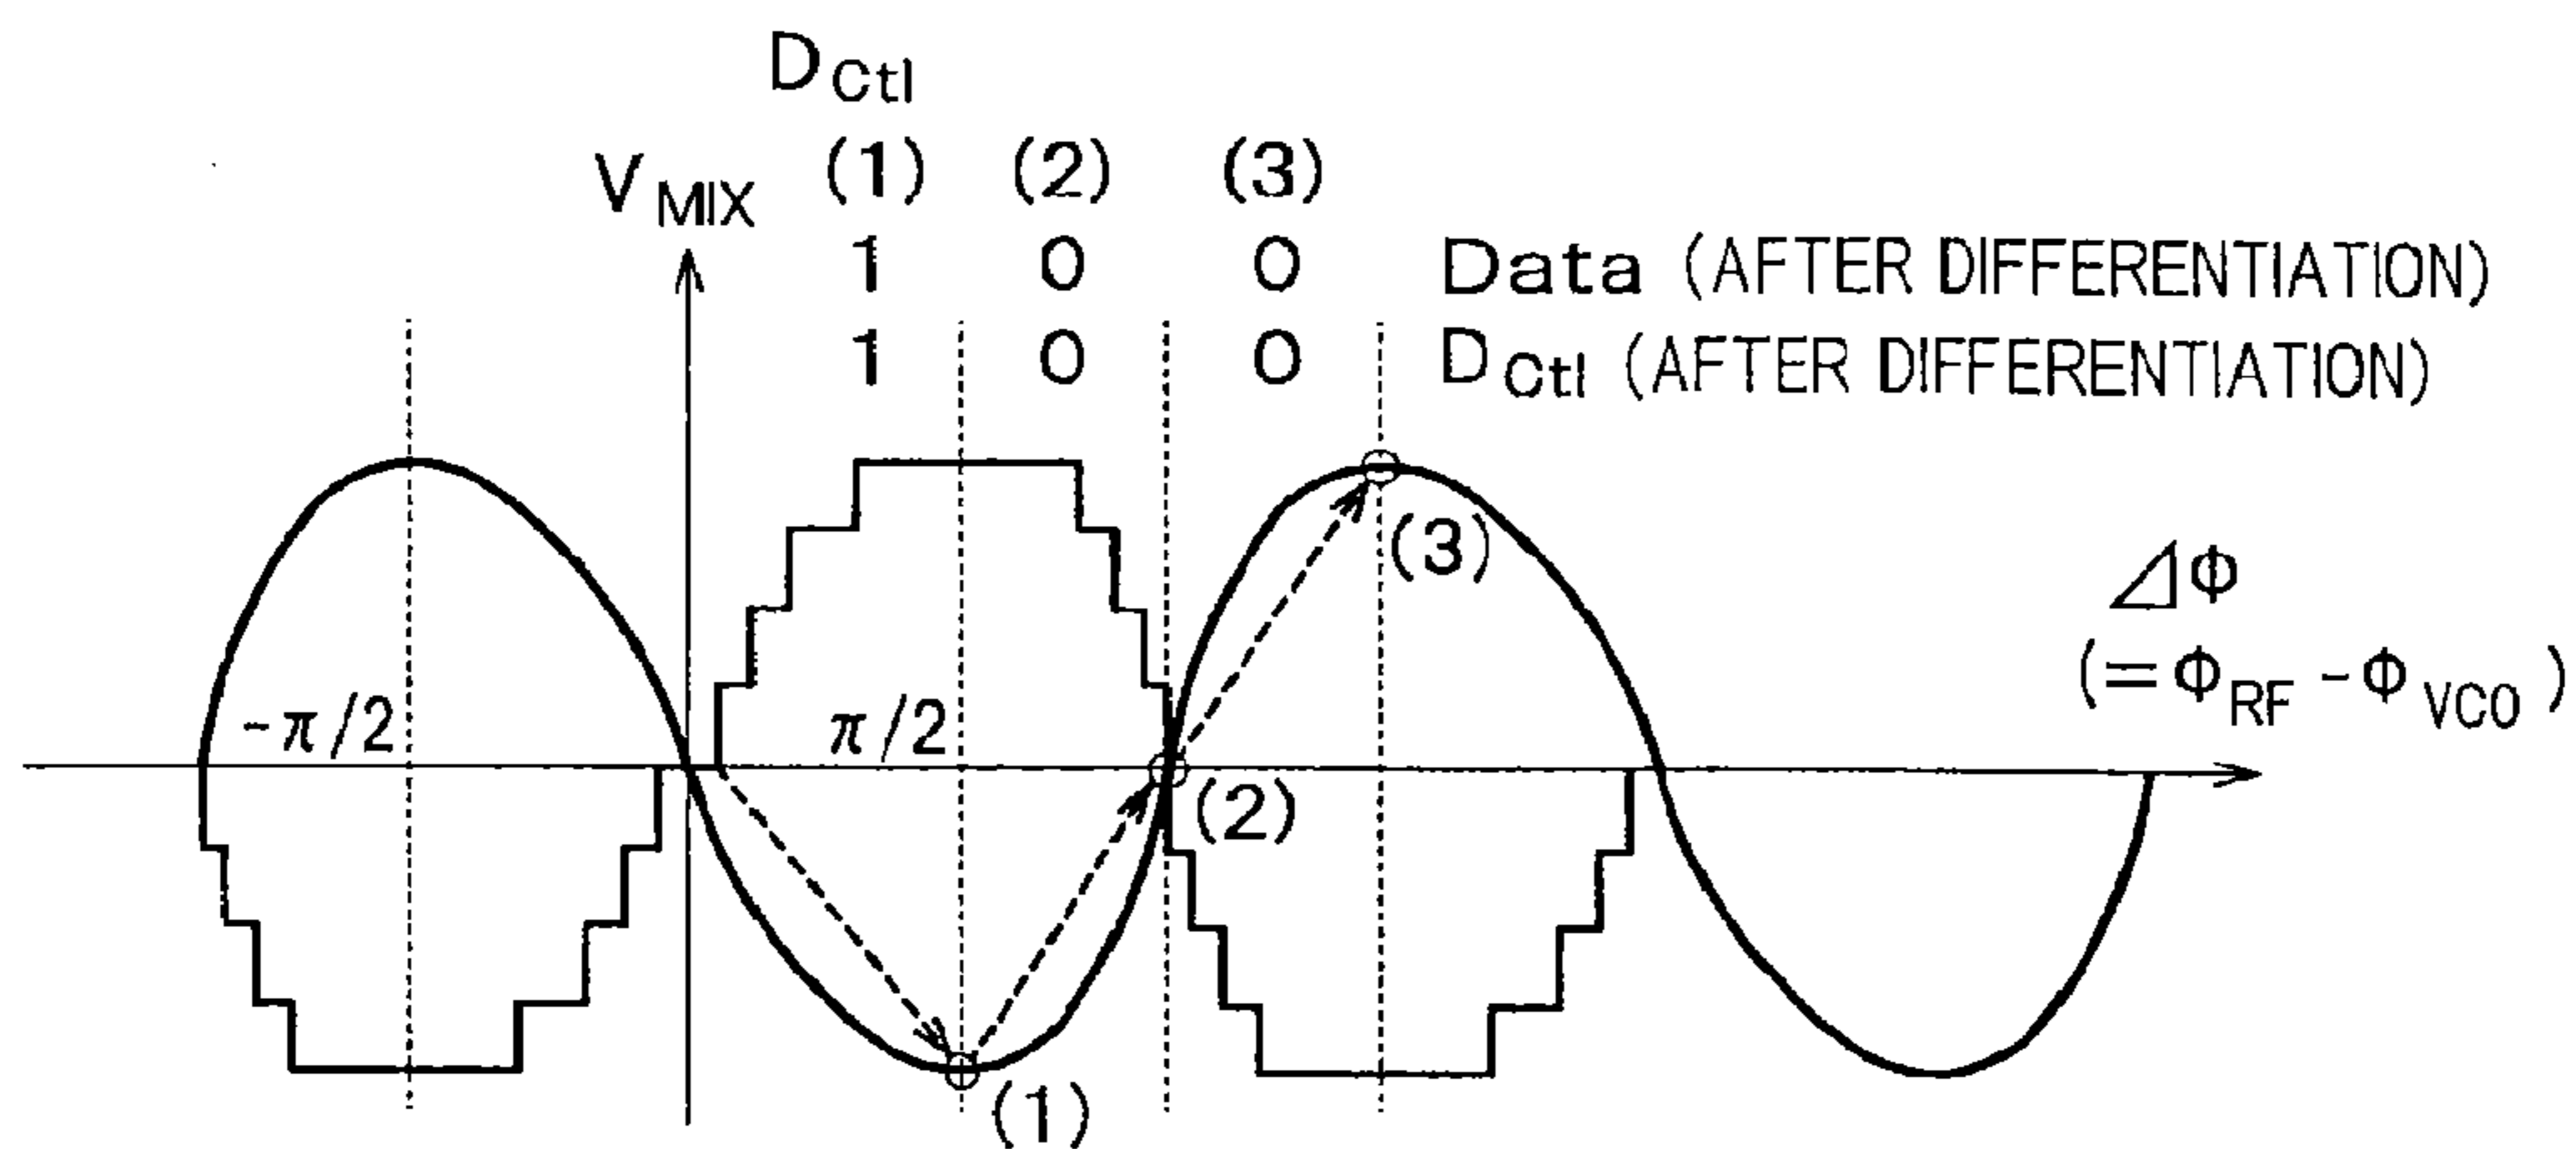 D Ctl
V MIX (1) (2) (3)
1 0 0 Data (AFTER DIFFERENTIATION)
1 0 0 D Ctl (AFTER DIFFERENTIATION)
(3)
⊿Φ
(=Φ RF -Φ VCO)
-π/2 π/2
(2)
(1)